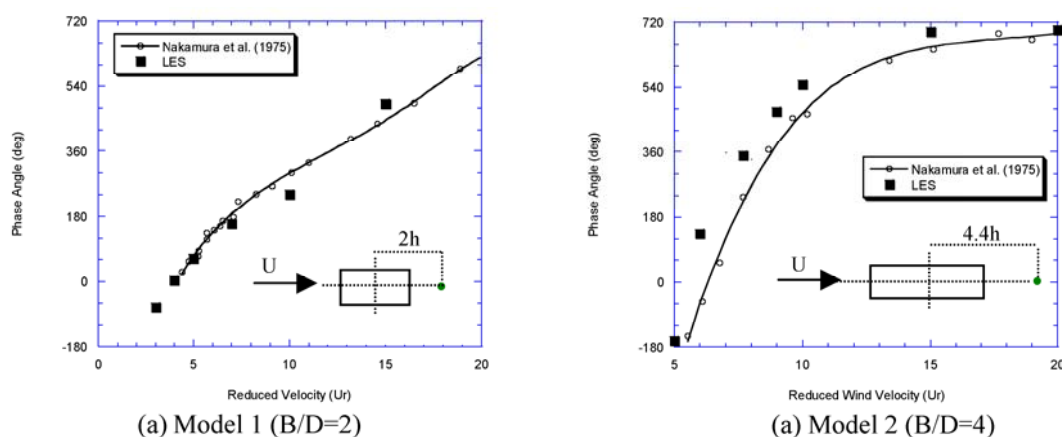 720
540
360
180
0
-180
Phase Angle (deg)
Nakamura et al. (1975)
LES
2h
U
0
5
10
15
20
Reduced Velocity (Ur)
(a) Model 1 (B/D=2)
720
540
360
180
0
-180
Phase Angle (deg)
Nakamura et al. (1975)
LES
4.4h
U
5
10
15
20
Reduced Wind Velocity (Ur)
(a) Model 2 (B/D=4)